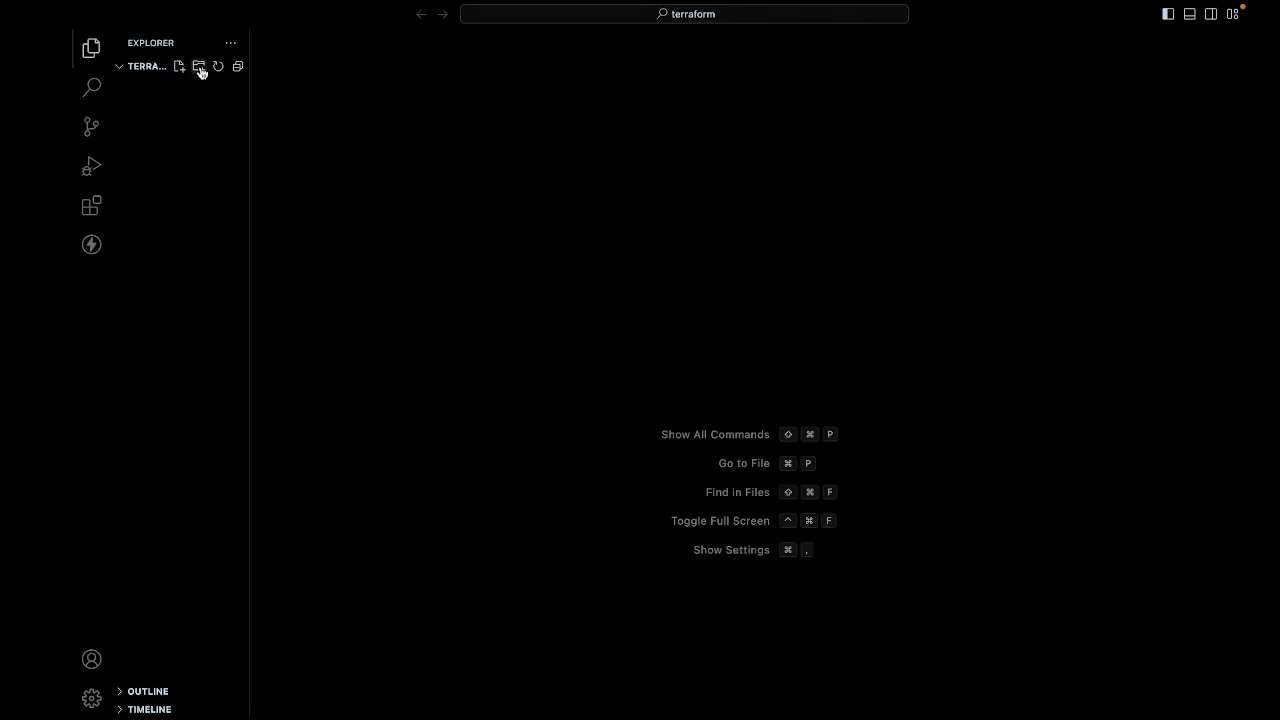 terraform
EXPLORER
TERRA...
Show All Commands ⇧ ⌘ P
Go to File ⌘ P
Find in Files ⇧ ⌘ F
Toggle Full Screen ^ ⌘ F
Show Settings ⌘ ,
OUTLINE
TIMELINE